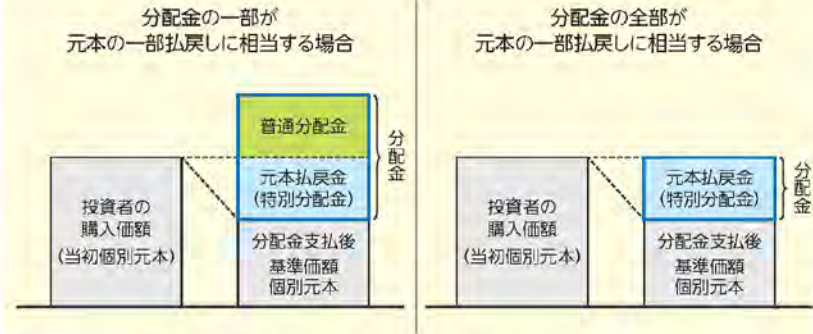 分配金の一部が
元本の一部払戻しに相当する場合
普通分配金
元本払戻金
(特別分配金)
分配金
投資者の
購入価額
(当初個別元本)
分配金支払後
基準価額
個別元本
分配金の全部が
元本の一部払戻しに相当する場合
元本払戻金
(特別分配金)
分配金
投資者の
購入価額
(当初個別元本)
分配金支払後
基準価額
個別元本